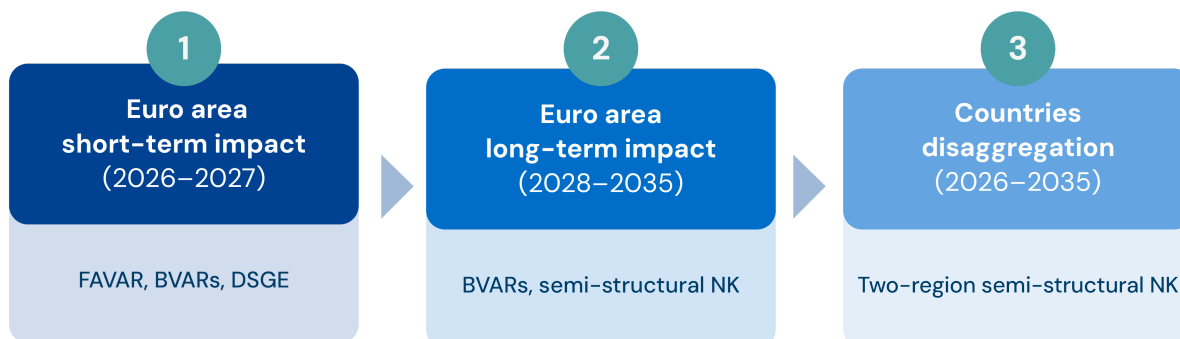 1
Euro area
short-term impact
(2026–2027)
FAVAR, BVARs, DSGE
2
Euro area
long-term impact
(2028–2035)
BVARs, semi-structural NK
3
Countries
disaggregation
(2026–2035)
Two-region semi-structural NK